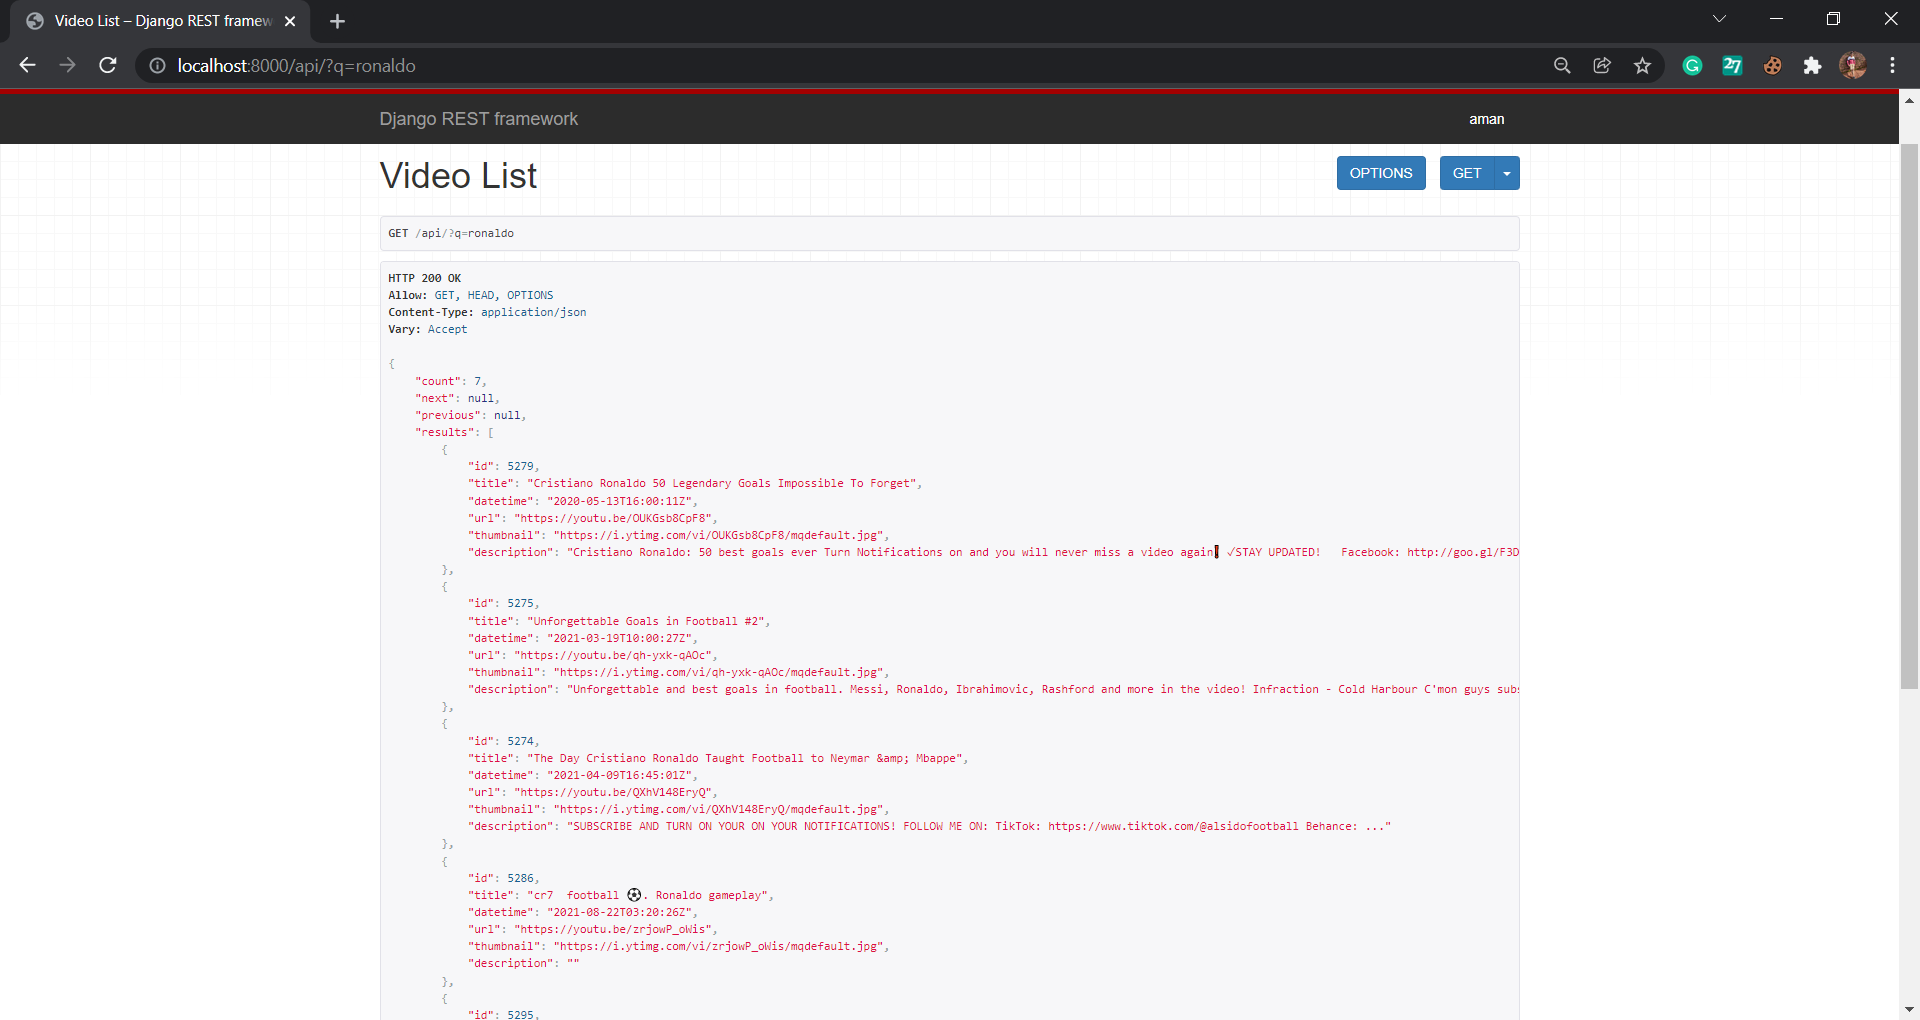 Video List – Django REST framew
localhost:8000/api/?q=ronaldo
27
Django REST framework
aman
Video List
OPTIONS
GET
GET /api/?q=ronaldo
HTTP 200 OK
Allow: GET, HEAD, OPTIONS
Content-Type: application/json
Vary: Accept
{
"count": 7,
"next": null,
"previous": null,
"results": [
{
"id": 5279,
"title": "Cristiano Ronaldo 50 Legendary Goals Impossible To Forget",
"datetime": "2020-05-13T16:00:11Z",
"url": "https://youtu.be/OUKGsb8CpF8",
"thumbnail": "https://i.ytimg.com/vi/OUKGsb8CpF8/mqdefault.jpg",
"description": "Cristiano Ronaldo: 50 best goals ever Turn Notifications on and you will never miss a video again❗ ✓STAY UPDATED! Facebook: http://goo.gl/F3D
},
{
"id": 5275,
"title": "Unforgettable Goals in Football #2",
"datetime": "2021-03-19T10:00:27Z",
"url": "https://youtu.be/qh-yxk-qAOc",
"thumbnail": "https://i.ytimg.com/vi/qh-yxk-qAOc/mqdefault.jpg",
"description": "Unforgettable and best goals in football. Messi, Ronaldo, Ibrahimovic, Rashford and more in the video! Infraction - Cold Harbour C'mon guys subs
},
{
"id": 5274,
"title": "The Day Cristiano Ronaldo Taught Football to Neymar &amp; Mbappe",
"datetime": "2021-04-09T16:45:01Z",
"url": "https://youtu.be/QXhV148EryQ",
"thumbnail": "https://i.ytimg.com/vi/QXhV148EryQ/mqdefault.jpg",
"description": "SUBSCRIBE AND TURN ON YOUR ON YOUR NOTIFICATIONS! FOLLOW ME ON: TikTok: https://www.tiktok.com/@alsidofootball Behance: ..."
},
{
"id": 5286,
"title": "cr7 football ⚽. Ronaldo gameplay",
"datetime": "2021-08-22T03:20:26Z",
"url": "https://youtu.be/zrjowP_oWis",
"thumbnail": "https://i.ytimg.com/vi/zrjowP_oWis/mqdefault.jpg",
"description": ""
},
{
"id": 5295,